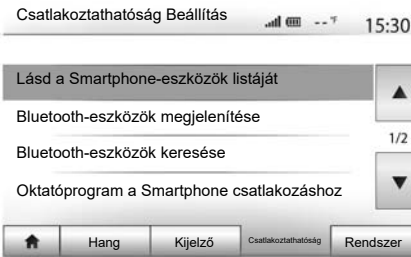 Csatlakoztathatóság Beállítás
-- °F 15:30
Lásd a Smartphone-eszközök listáját
Bluetooth-eszközök megjelenítése
1/2
Bluetooth-eszközök keresése
Oktatóprogram a Smartphone csatlakozáshoz
Hang Kijelző Csatlakoztathatóság Rendszer